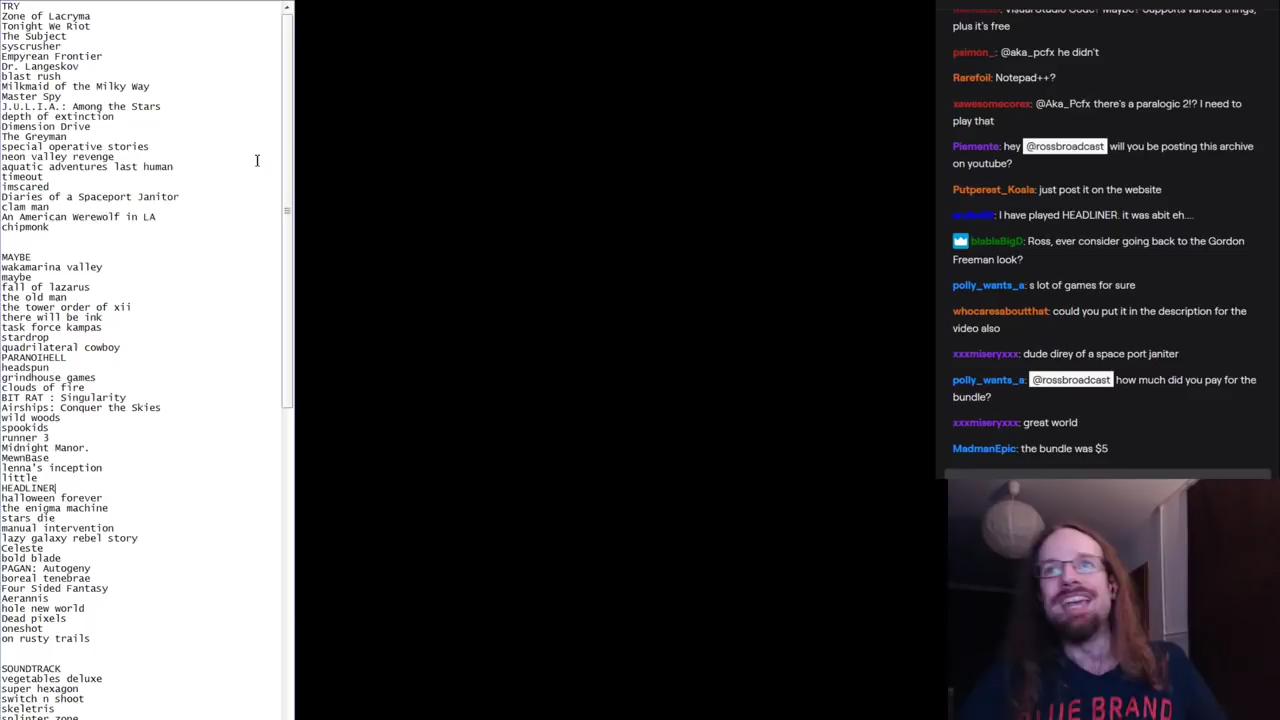 TRY
Zone of Lacryma
Tonight We Riot
The Subject
syscrusher
Empyrean Frontier
Dr. Langeskov
blast rush
Milkmaid of the Milky Way
Master Spy
J.U.L.I.A.: Among the Stars
depth of extinction
Dimension Drive
The Greyman
special operative stories
neon valley revenge
aquatic adventures last human
timeout
imscared
Diaries of a Spaceport Janitor
clam man
An American Werewolf in LA
chipmonk
MAYBE
wakamarina valley
maybe
fall of lazarus
the old man
the tower order of xii
there will be ink
task force kampas
stardrop
quadrilateral cowboy
PARANOIHELL
headspun
grindhouse games
clouds of fire
BIT RAT : Singularity
Airships: Conquer the Skies
wild woods
spookids
runner 3
Midnight Manor.
MewnBase
lenna's inception
little
HEADLINER
halloween forever
the enigma machine
stars die
manual intervention
lazy galaxy rebel story
Celeste
bold blade
PAGAN: Autogeny
boreal tenebrae
Four Sided Fantasy
Aerannis
hole new world
Dead pixels
oneshot
on rusty trails
SOUNDTRACK
vegetables deluxe
super hexagon
switch n shoot
skeletris
splinter zone
Visual Studio Code? Maybe? Supports various things,
plus it's free
psimon_: @aka_pcfx he didn't
Rarefoil: Notepad++?
xawesomecorex: @Aka_Pcfx there's a paralogic 2!? I need to
play that
Piemente: hey @rossbroadcast will you be posting this archive
on youtube?
Putperest_Koala: just post it on the website
I have played HEADLINER. it was abit eh....
blablaBigD: Ross, ever consider going back to the Gordon
Freeman look?
polly_wants_a: s lot of games for sure
whocaresaboutthat: could you put it in the description for the
video also
xxxmiseryxxx: dude direy of a space port janiter
polly_wants_a: @rossbroadcast how much did you pay for the
bundle?
xxxmiseryxxx: great world
MadmanEpic: the bundle was $5
BLUE BRAND